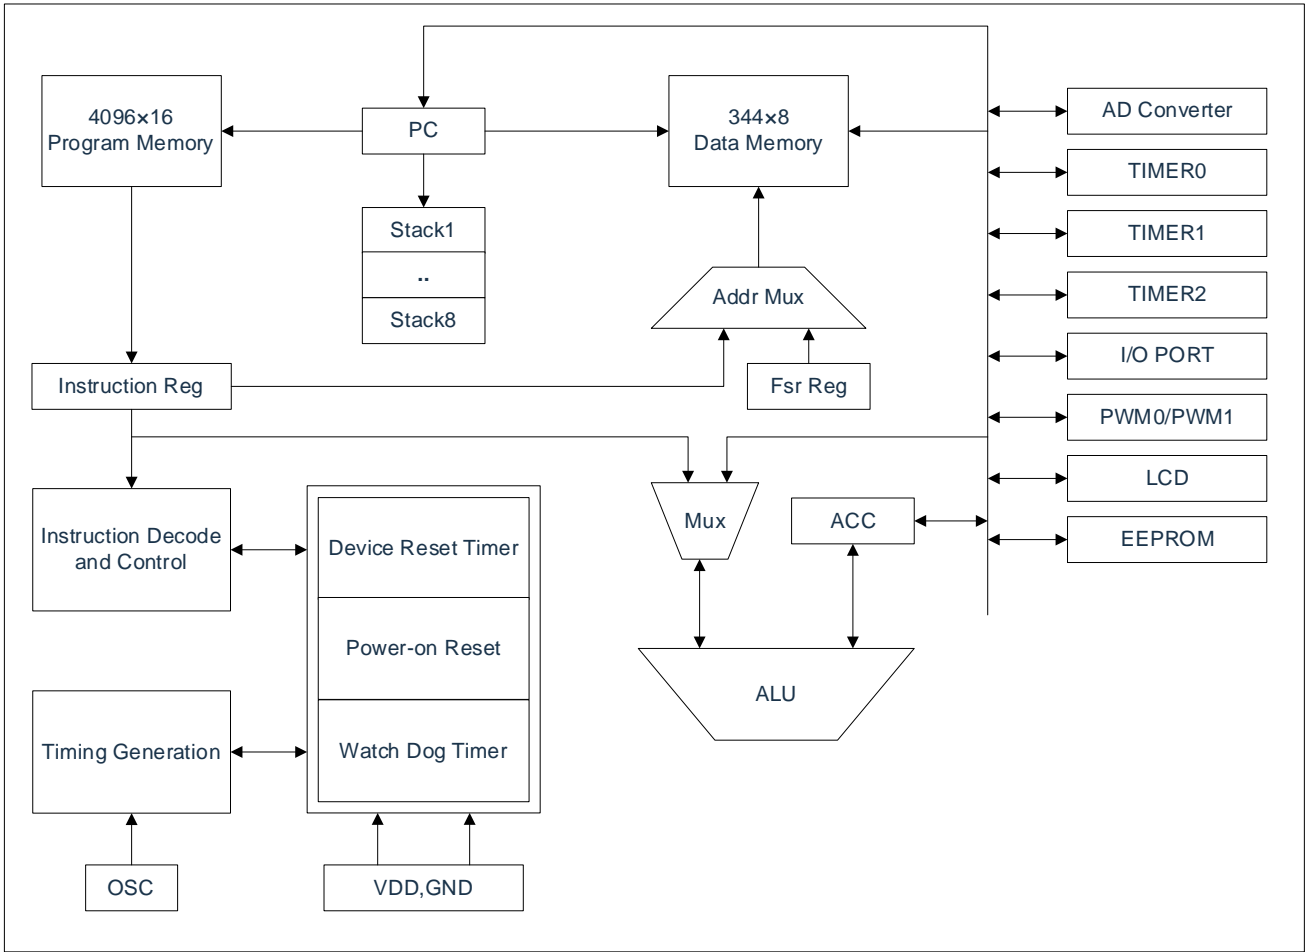 4096×16
Program Memory
PC
344×8
Data Memory
AD Converter
TIMER0
Stack1
TIMER1
..
Addr Mux
TIMER2
Stack8
I/O PORT
Instruction Reg
Fsr Reg
PWM0/PWM1
LCD
Instruction Decode
and Control
Device Reset Timer
Mux
ACC
EEPROM
Power-on Reset
ALU
Timing Generation
Watch Dog Timer
OSC
VDD,GND